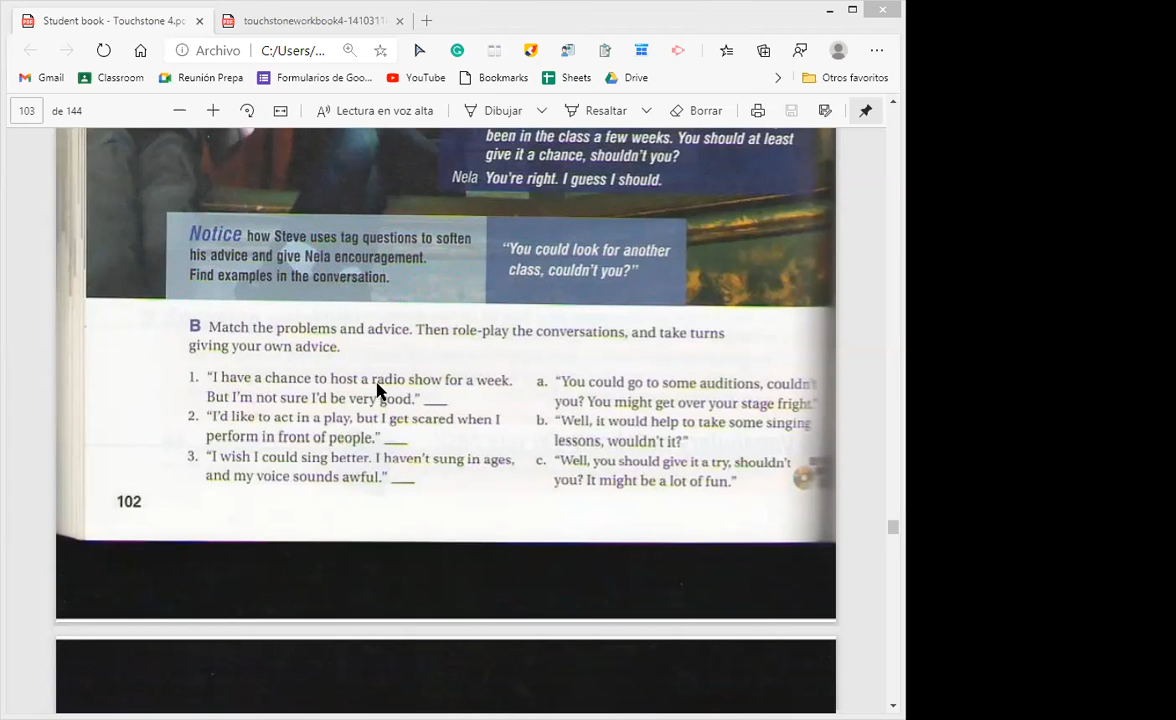 Student book - Touchstone 4.pc
touchstoneworkbook4-1410311
Archivo
C:/Users/...
Gmail
Classroom
Reunión Prepa
Formularios de Goo...
YouTube
Bookmarks
Sheets
Drive
Otros favoritos
103
de 144
Lectura en voz alta
Dibujar
Resaltar
Borrar
been in the class a few weeks. You should at least
give it a chance, shouldn't you?
Nela You're right. I guess I should.
Notice how Steve uses tag questions to soften
his advice and give Nela encouragement.
Find examples in the conversation.
"You could look for another
class, couldn't you?"
B Match the problems and advice. Then role-play the conversations, and take turns
giving your own advice.
1. "I have a chance to host a radio show for a week.
But I'm not sure I'd be very good." ___
2. "I'd like to act in a play, but I get scared when I
perform in front of people." ___
3. "I wish I could sing better. I haven't sung in ages,
and my voice sounds awful." ___
a. "You could go to some auditions, couldn't
you? You might get over your stage fright."
b. "Well, it would help to take some singing
lessons, wouldn't it?"
c. "Well, you should give it a try, shouldn't
you? It might be a lot of fun."
102